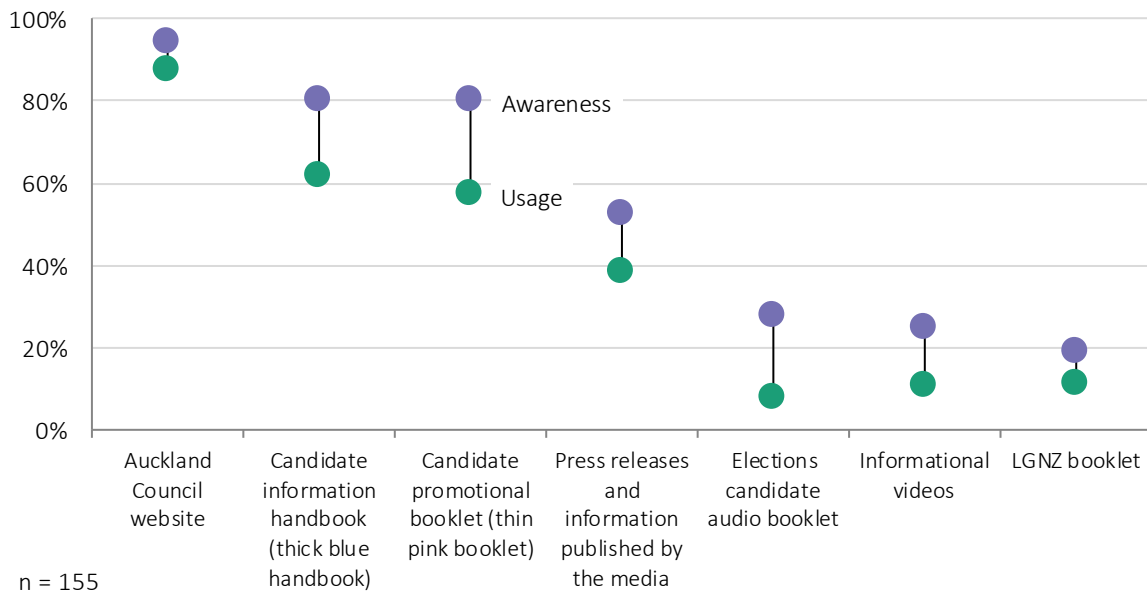 100%
80%
60%
40%
20%
0%
Awareness
Usage
Auckland
Council
website
Candidate
information
handbook
(thick blue
handbook)
Candidate
promotional
booklet (thin
pink booklet)
Press releases
and
information
published by
the media
Elections
candidate
audio booklet
Informational
videos
LGNZ booklet
n = 155